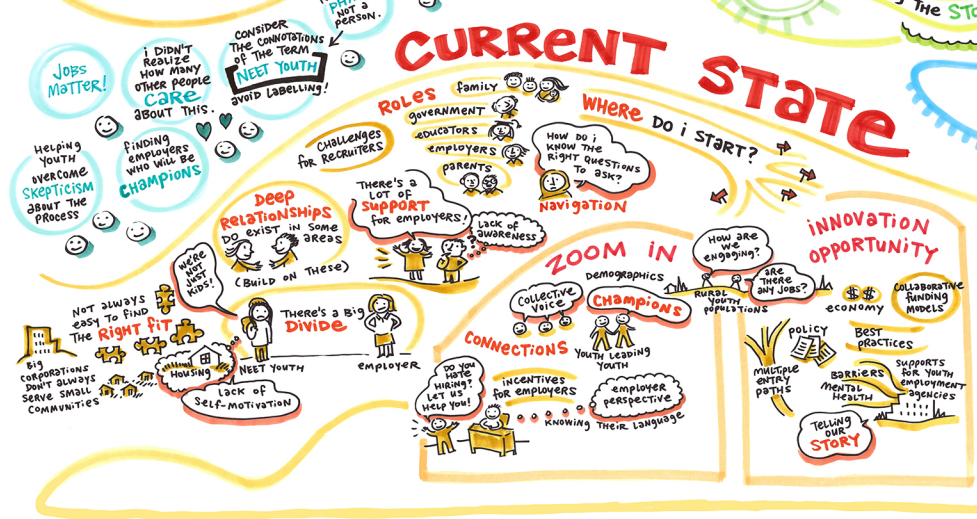 JOBS
MATTER!
i DIDN'T
REALIZE
HOW MANY
OTHER PEOPLE
CARE
ABOUT THIS.
CONSIDER
THE CONNOTATIONS
OF THE TERM
NEET YOUTH
AVOID LABELLING!
NOT A
PERSON.
HELPING
YOUTH
OVERCOME
SKEPTICISM
ABOUT THE
PROCESS
FINDING
EMPLOYERS
WHO WILL BE
CHAMPIONS
CURRENT
STATE
THE STO
ROLES
family
government
educators
employers
parents
CHALLENGES
FOR RECRUITERS
WHERE DO i START?
HOW DO i
KNOW THE
RIGHT QUESTIONS
TO ASK?
NAVIGATION
DEEP
RELATIONSHIPS
DO EXIST IN SOME
AREAS
(BUILD
ON THESE)
THERE'S A
LOT OF
SUPPORT
FOR EMPLOYERS!
LACK OF
AWARENESS
WE'RE
NOT
JUST
KIDS!
NOT ALWAYS
EASY TO FIND
THE RIGHT FIT
BIG
CORPORATIONS
DON'T ALWAYS
SERVE SMALL
COMMUNITIES
HOUSING
LACK OF
SELF-MOTIVATION
NEET YOUTH
THERE'S A BIG
DIVIDE
EMPLOYER
ZOOM IN
DEMOGRAPHICS
COLLECTIVE
VOICE
CHAMPIONS
CONNECTIONS
YOUTH LEADING
YOUTH
RURAL
YOUTH
POPULATIONS
HOW ARE
WE
ENGAGING?
ARE
THERE
ANY JOBS?
DO YOU
HATE
HIRING?
LET US
HELP YOU!
INCENTIVES
FOR EMPLOYERS
EMPLOYER
PERSPECTIVE
KNOWING THEIR LANGUAGE
INNOVATION
OPPORTUNITY
$ $
ECONOMY
COLLABORATIVE
FUNDING
MODELS
POLICY
BEST
PRACTICES
MULTIPLE
ENTRY
PATHS
BARRIERS
MENTAL
HEALTH
SUPPORTS
FOR YOUTH
EMPLOYMENT
AGENCIES
TELLING
OUR
STORY